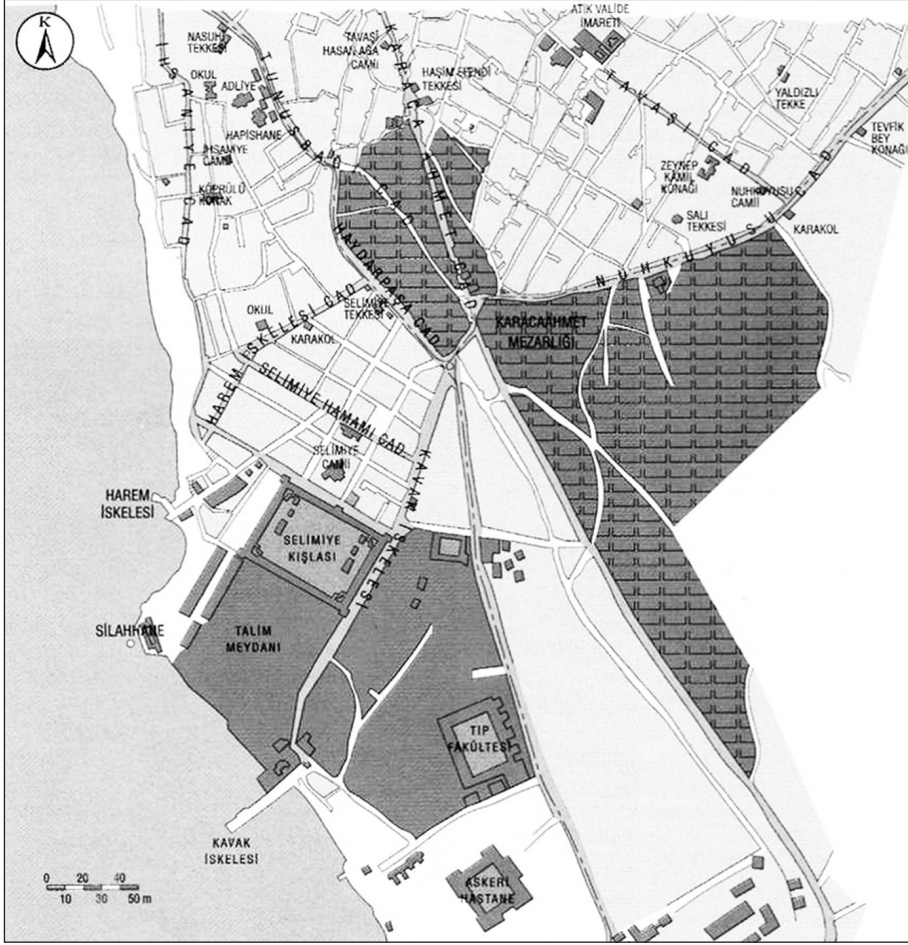 K
ATİK VALİDE
İMARETİ
NASUHİ
TEKKESİ
TAVAŞİ
HASAN AĞA
CAMİİ
HAŞİM EFENDİ
TEKKESİ
OKUL
ADLİYE
HAPİSHANE
İHSANİYE
CAMİİ
KÖPRÜLÜ
KONAK
İHSANİYE CAD
TUNUSBAĞI CAD
KARACA AHMET CAD
TAVAŞİ CAD
YALDIZLI
TEKKE
TEVFİK
BEY
KONAĞI
ZEYNEP
KAMİL
KONAĞI
NUHKUYUSU
CAMİİ
SALI
TEKKESİ
KARAKOL
NUHKUYUSU CAD
HAYDARPAŞA CAD
SELİMİYE
TEKKESİ
OKUL
KARAKOL
HAREM İSKELESİ CAD
SELİMİYE HAMAMI CAD
KARACAAHMET
MEZARLIĞI
SELİMİYE
CAMİİ
KAVAK İSKELESİ
HAREM
İSKELESİ
SELİMİYE
KIŞLASI
SİLAHHANE
TALİM
MEYDANI
TIP
FAKÜLTESİ
KAVAK
İSKELESİ
ASKERİ
HASTANE
0 20 40
10 30 50 m